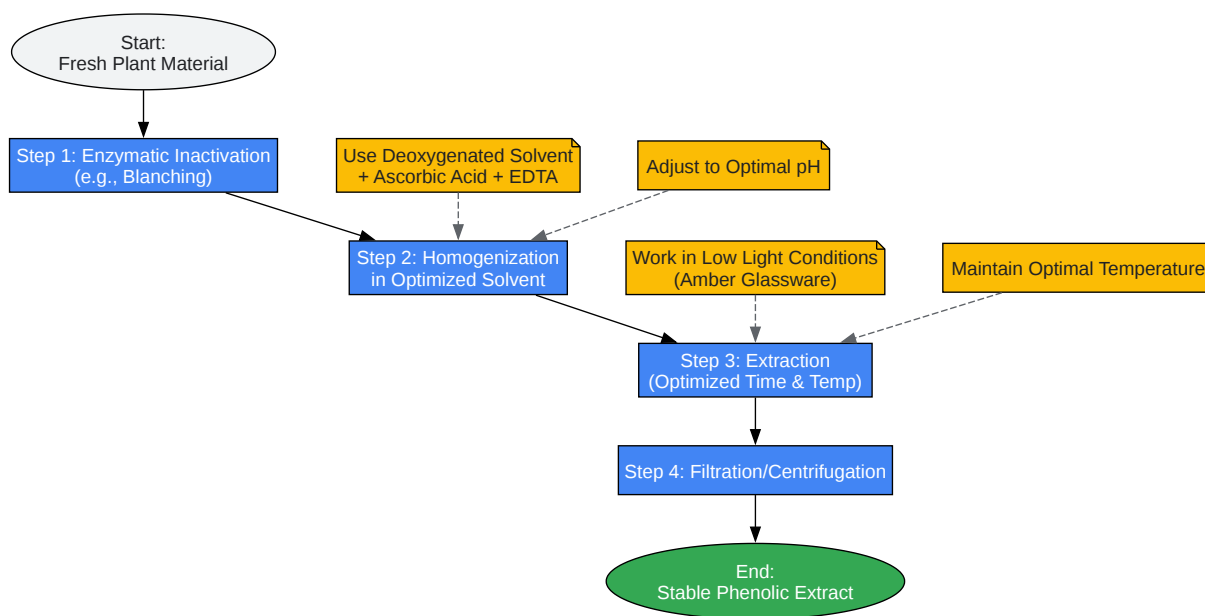 Start:
Fresh Plant Material
Step 1: Enzymatic Inactivation
(e.g., Blanching)
Use Deoxygenated Solvent
+ Ascorbic Acid + EDTA
Adjust to Optimal pH
Step 2: Homogenization
in Optimized Solvent
Work in Low Light Conditions
(Amber Glassware)
Maintain Optimal Temperature
Step 3: Extraction
(Optimized Time & Temp)
Step 4: Filtration/Centrifugation
End:
Stable Phenolic Extract